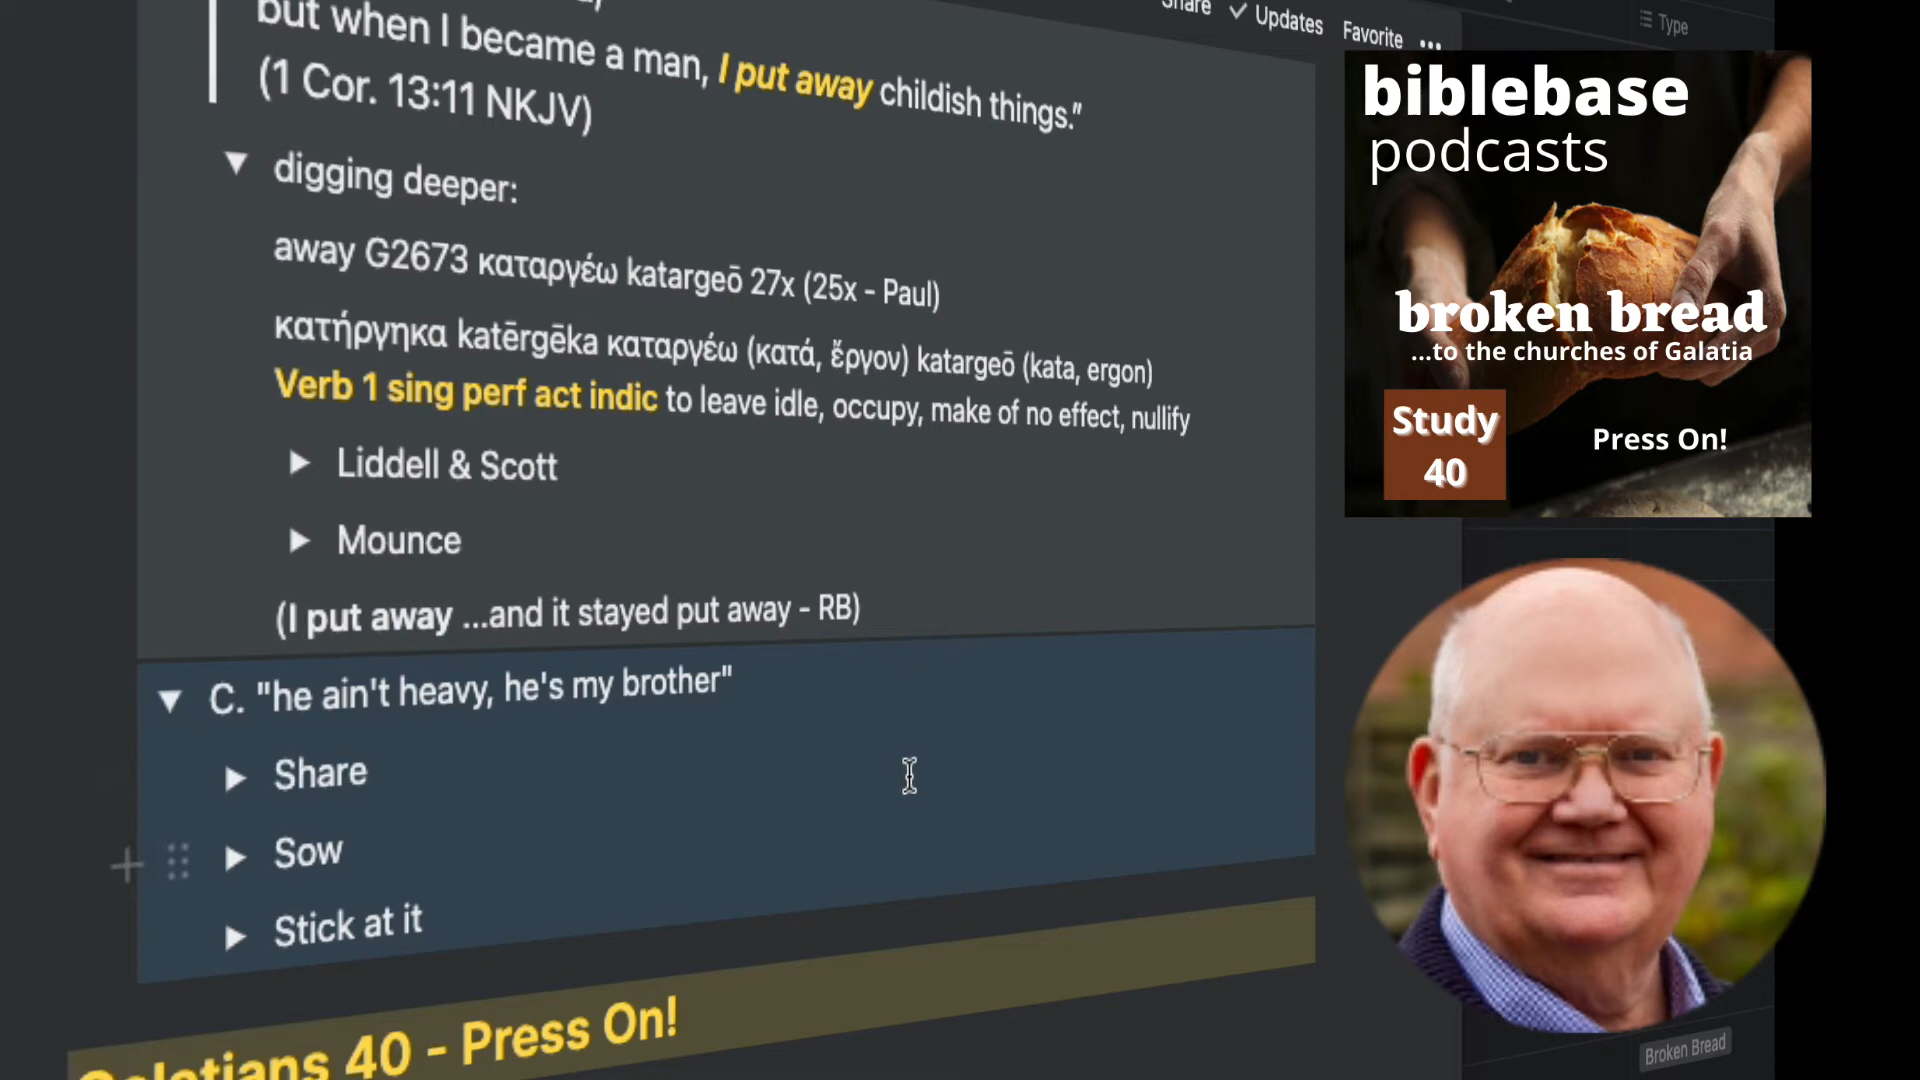 but when I became a man, I put away childish things.”
(1 Cor. 13:11 NKJV)
digging deeper:
away G2673 καταργέω katargeō 27x (25x - Paul)
κατήργηκα katērgēka καταργέω (κατά, ἔργον) katargeō (kata, ergon)
Verb 1 sing perf act indic to leave idle, occupy, make of no effect, nullify
Liddell & Scott
Mounce
(I put away ...and it stayed put away - RB)
C. "he ain't heavy, he's my brother"
Share
Sow
Stick at it
Galatians 40 - Press On!
Share ✓ Updates Favorite •••
Type
biblebase
podcasts
broken bread
...to the churches of Galatia
Study
40
Press On!
Broken Bread